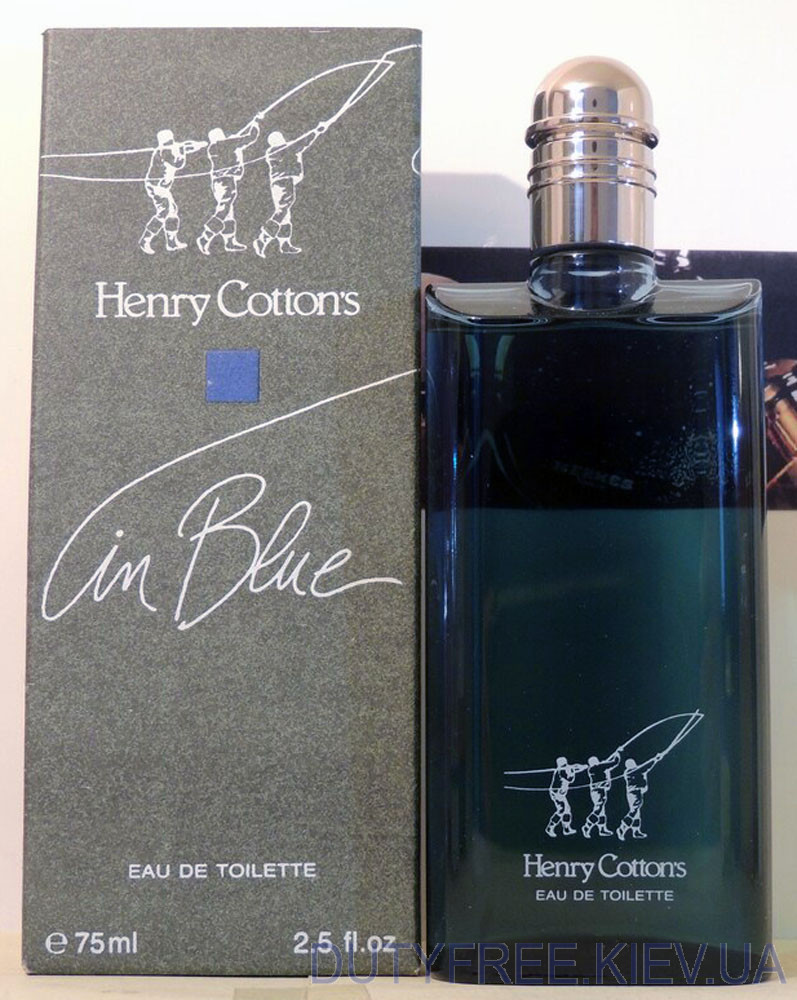 Henry Cotton's
in Blue
EAU DE TOILETTE
e 75ml 2.5 fl.oz
Henry Cotton's
EAU DE TOILETTE
DUTYFREE.KIEV.UA